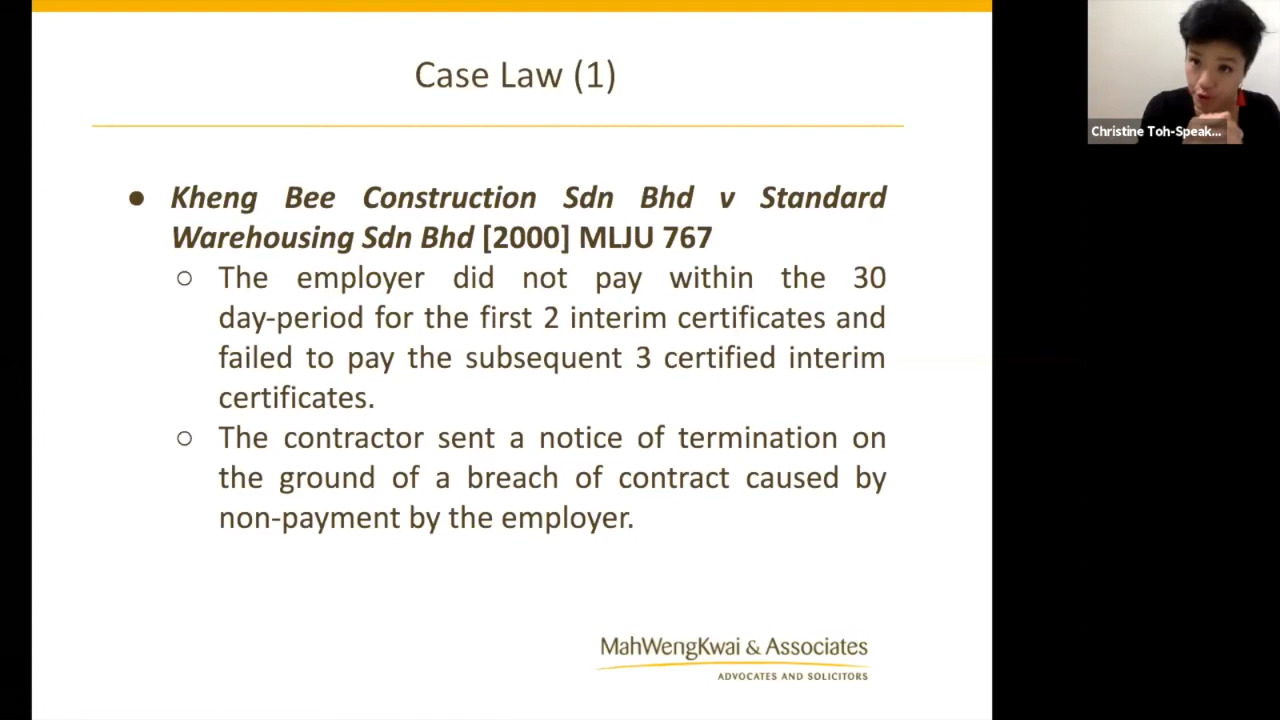 Case Law (1)
Christine Toh-Speak...
● Kheng Bee Construction Sdn Bhd v Standard
Warehousing Sdn Bhd [2000] MLJU 767
○ The employer did not pay within the 30
day-period for the first 2 interim certificates and
failed to pay the subsequent 3 certified interim
certificates.
○ The contractor sent a notice of termination on
the ground of a breach of contract caused by
non-payment by the employer.
MahWengKwai & Associates
ADVOCATES AND SOLICITORS